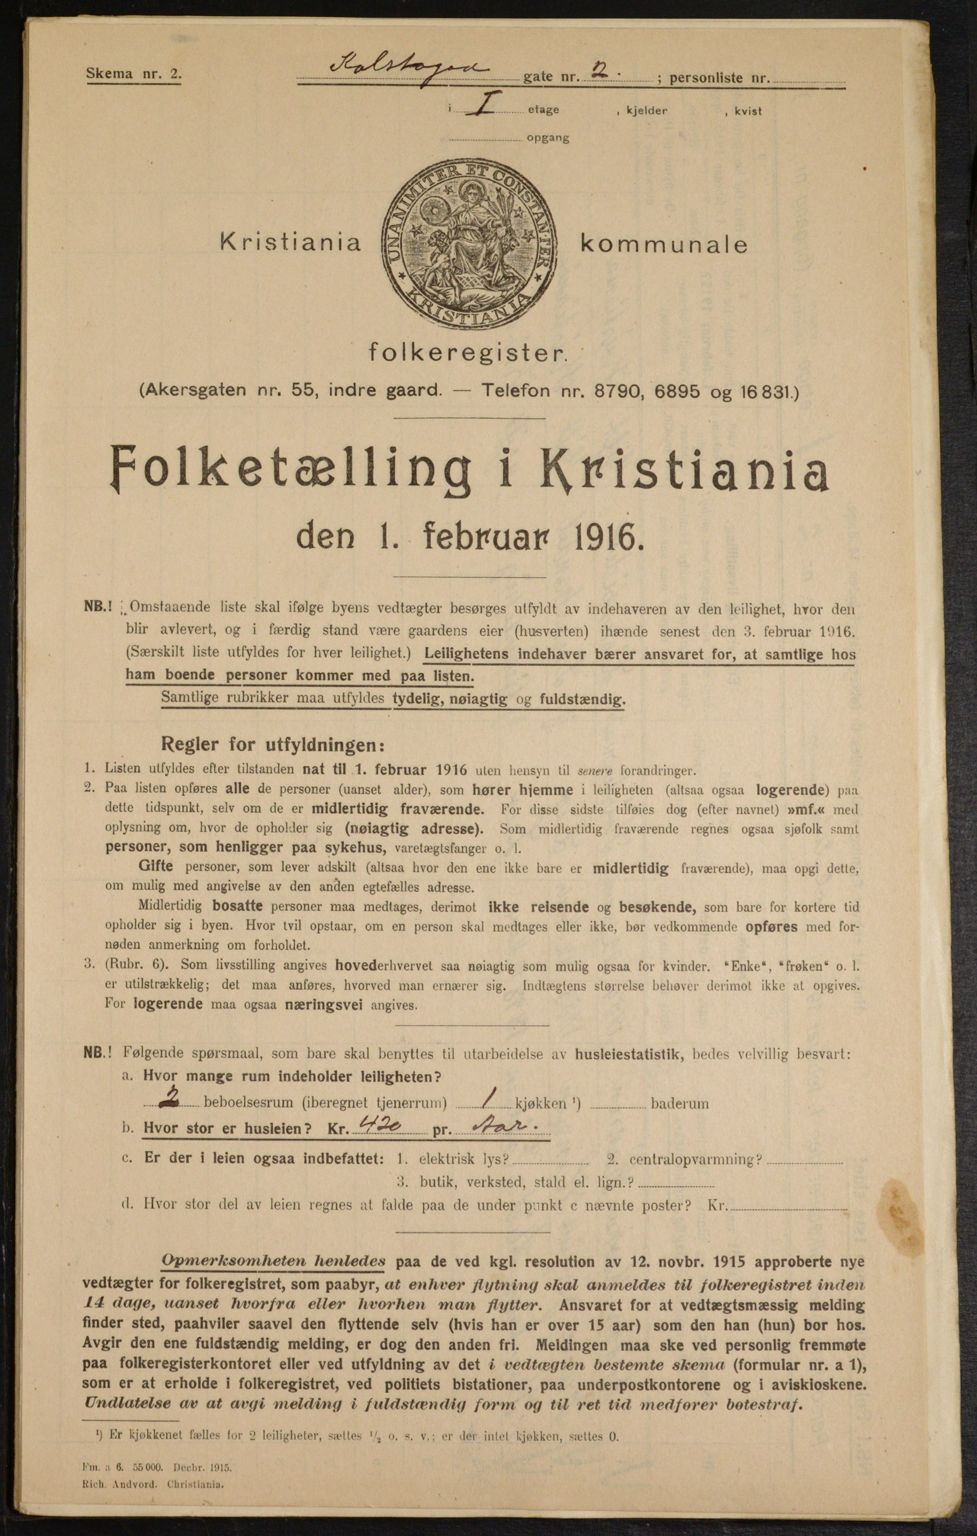 Skema nr. 2.
Kolstagad gate nr. 2. ; personliste nr.
i I etage , kjelder , kvist
opgang
UNANIMITER ET CONSTANTER
KRISTIANIA
Kristiania kommunale
folkeregister.
(Akersgaten nr. 55, indre gaard. — Telefon nr. 8790, 6895 og 16 831.)
Folketælling i Kristiania
den 1. februar 1916.
NB.! Omstaaende liste skal ifølge byens vedtægter besørges utfyldt av indehaveren av den leilighet, hvor den
blir avlevert, og i færdig stand være gaardens eier (husverten) ihænde senest den 3. februar 1916.
(Særskilt liste utfyldes for hver leilighet.) Leilighetens indehaver bærer ansvaret for, at samtlige hos
ham boende personer kommer med paa listen.
Samtlige rubrikker maa utfyldes tydelig, nøiagtig og fuldstændig.
Regler for utfyldningen:
1. Listen utfyldes efter tilstanden nat til 1. februar 1916 uten hensyn til senere forandringer.
2. Paa listen opføres alle de personer (uanset alder), som hører hjemme i leiligheten (altsaa ogsaa logerende) paa
dette tidspunkt, selv om de er midlertidig fraværende. For disse sidste tilføies dog (efter navnet) »mf.« med
oplysning om, hvor de opholder sig (nøiagtig adresse). Som midlertidig fraværende regnes ogsaa sjøfolk samt
personer, som henligger paa sykehus, varetægtsfanger o. l.
Gifte personer, som lever adskilt (altsaa hvor den ene ikke bare er midlertidig fraværende), maa opgi dette,
om mulig med angivelse av den anden egtefælles adresse.
Midlertidig bosatte personer maa medtages, derimot ikke reisende og besøkende, som bare for kortere tid
opholder sig i byen. Hvor tvil opstaar, om en person skal medtages eller ikke, bør vedkommende opføres med for-
nøden anmerkning om forholdet.
3. (Rubr. 6). Som livsstilling angives hovederhvervet saa nøiagtig som mulig ogsaa for kvinder. "Enke", "frøken" o. l.
er utilstrækkelig; det maa anføres, hvorved man ernærer sig. Indtægtens størrelse behøver derimot ikke at opgives.
For logerende maa ogsaa næringsvei angives.
NB.! Følgende spørsmaal, som bare skal benyttes til utarbeidelse av husleiestatistik, bedes velvillig besvart:
a. Hvor mange rum indeholder leiligheten?
2 beboelsesrum (iberegnet tjenerrum) 1 kjøkken ¹) baderum
b. Hvor stor er husleien? Kr. 420 pr. Aar.
c. Er der i leien ogsaa indbefattet: 1. elektrisk lys? 2. centralopvarmning?
3. butik, verksted, stald el. lign.?
d. Hvor stor del av leien regnes at falde paa de under punkt c nævnte poster? Kr.
Opmerksomheten henledes paa de ved kgl. resolution av 12. novbr. 1915 approberte nye
vedtægter for folkeregistret, som paabyr, at enhver flytning skal anmeldes til folkeregistret inden
14 dage, uanset hvorfra eller hvorhen man flytter. Ansvaret for at vedtægtsmæssig melding
finder sted, paahviler saavel den flyttende selv (hvis han er over 15 aar) som den han (hun) bor hos.
Avgir den ene fuldstændig melding, er dog den anden fri. Meldingen maa ske ved personlig fremmøte
paa folkeregisterkontoret eller ved utfyldning av det i vedtægten bestemte skema (formular nr. a 1),
som er at erholde i folkeregistret, ved politiets bistationer, paa underpostkontorene og i aviskioskene.
Undlatelse av at avgi melding i fuldstændig form og til ret tid medfører bøtestraf.
¹) Er kjøkkenet fælles for 2 leiligheter, sættes ½ o. s. v.; er der intet kjøkken, sættes 0.
Fm. a 6. 55 000. Decbr. 1915.
Rich. Andvord. Christiania.